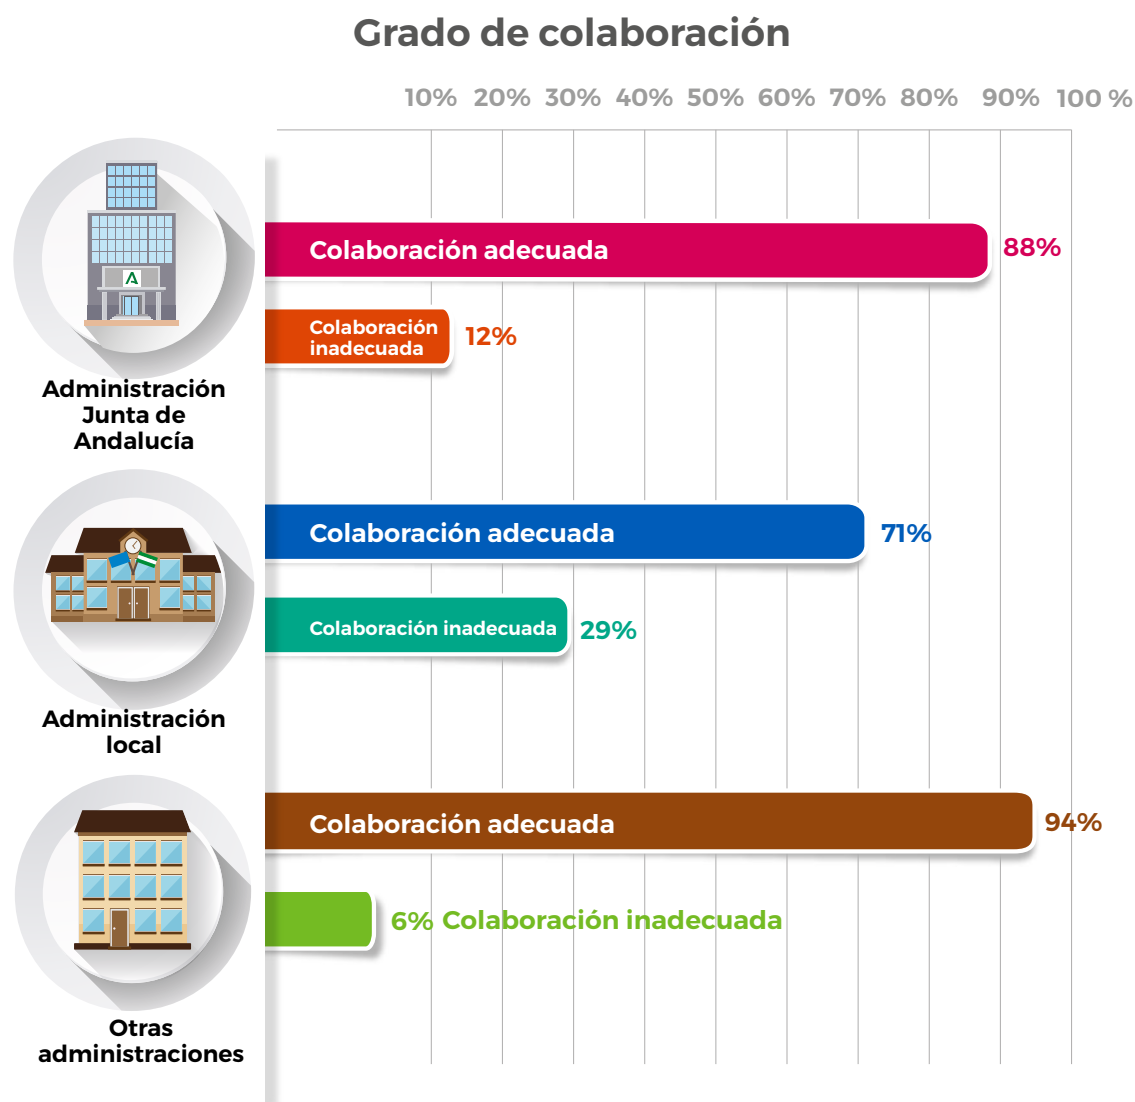 Grado de colaboración
10% 20% 30% 40% 50% 60% 70% 80% 90% 100 %
Colaboración adecuada 88%
Colaboración
inadecuada
12%
Administración
Junta de
Andalucía
Colaboración adecuada 71%
Colaboración inadecuada 29%
Administración
local
Colaboración adecuada 94%
6% Colaboración inadecuada
Otras
administraciones